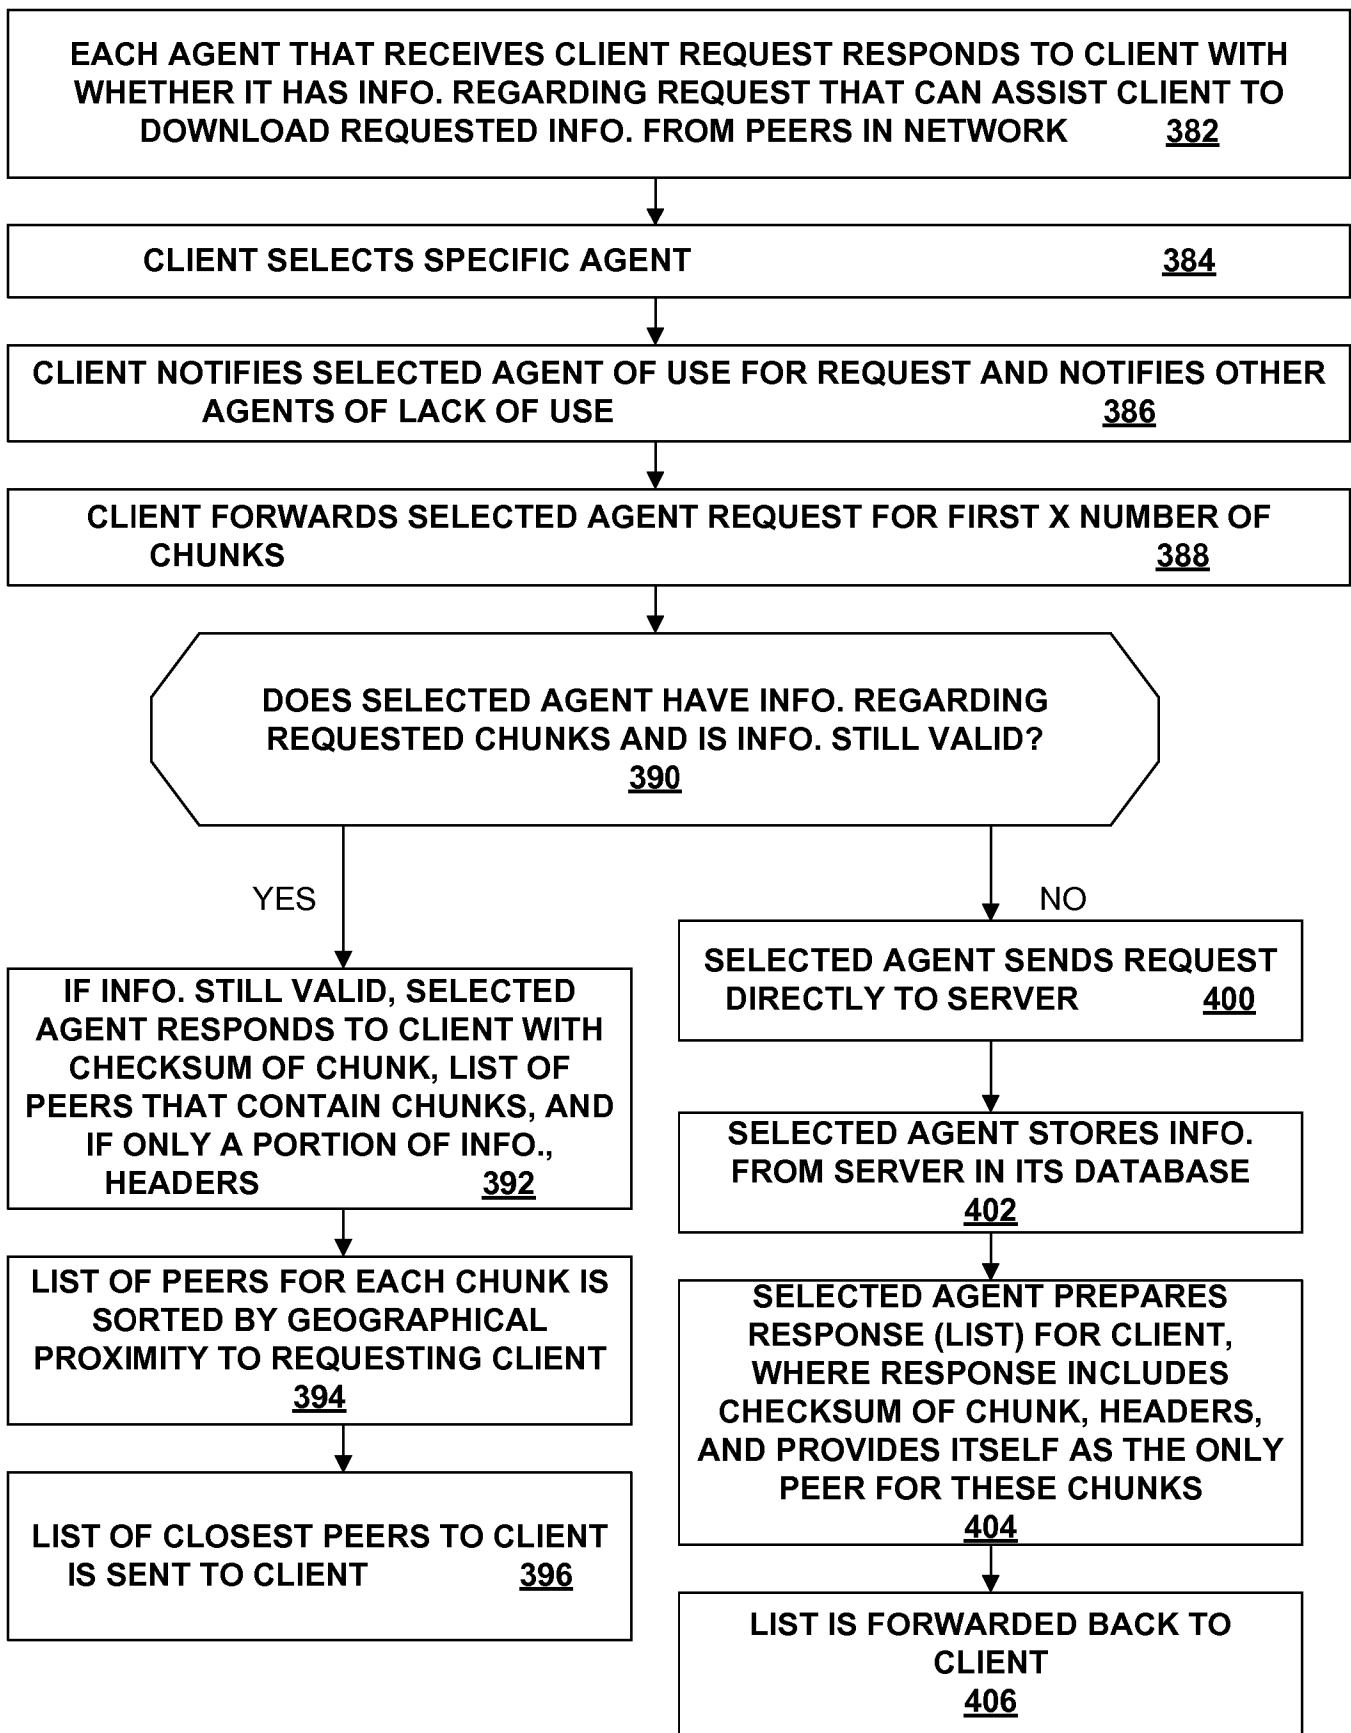 EACH AGENT THAT RECEIVES CLIENT REQUEST RESPONDS TO CLIENT WITH
WHETHER IT HAS INFO. REGARDING REQUEST THAT CAN ASSIST CLIENT TO
DOWNLOAD REQUESTED INFO. FROM PEERS IN NETWORK 382
CLIENT SELECTS SPECIFIC AGENT 384
CLIENT NOTIFIES SELECTED AGENT OF USE FOR REQUEST AND NOTIFIES OTHER
AGENTS OF LACK OF USE 386
CLIENT FORWARDS SELECTED AGENT REQUEST FOR FIRST X NUMBER OF
CHUNKS 388
DOES SELECTED AGENT HAVE INFO. REGARDING
REQUESTED CHUNKS AND IS INFO. STILL VALID?
390
YES
IF INFO. STILL VALID, SELECTED
AGENT RESPONDS TO CLIENT WITH
CHECKSUM OF CHUNK, LIST OF
PEERS THAT CONTAIN CHUNKS, AND
IF ONLY A PORTION OF INFO.,
HEADERS 392
LIST OF PEERS FOR EACH CHUNK IS
SORTED BY GEOGRAPHICAL
PROXIMITY TO REQUESTING CLIENT
394
LIST OF CLOSEST PEERS TO CLIENT
IS SENT TO CLIENT 396
NO
SELECTED AGENT SENDS REQUEST
DIRECTLY TO SERVER 400
SELECTED AGENT STORES INFO.
FROM SERVER IN ITS DATABASE
402
SELECTED AGENT PREPARES
RESPONSE (LIST) FOR CLIENT,
WHERE RESPONSE INCLUDES
CHECKSUM OF CHUNK, HEADERS,
AND PROVIDES ITSELF AS THE ONLY
PEER FOR THESE CHUNKS
404
LIST IS FORWARDED BACK TO
CLIENT
406